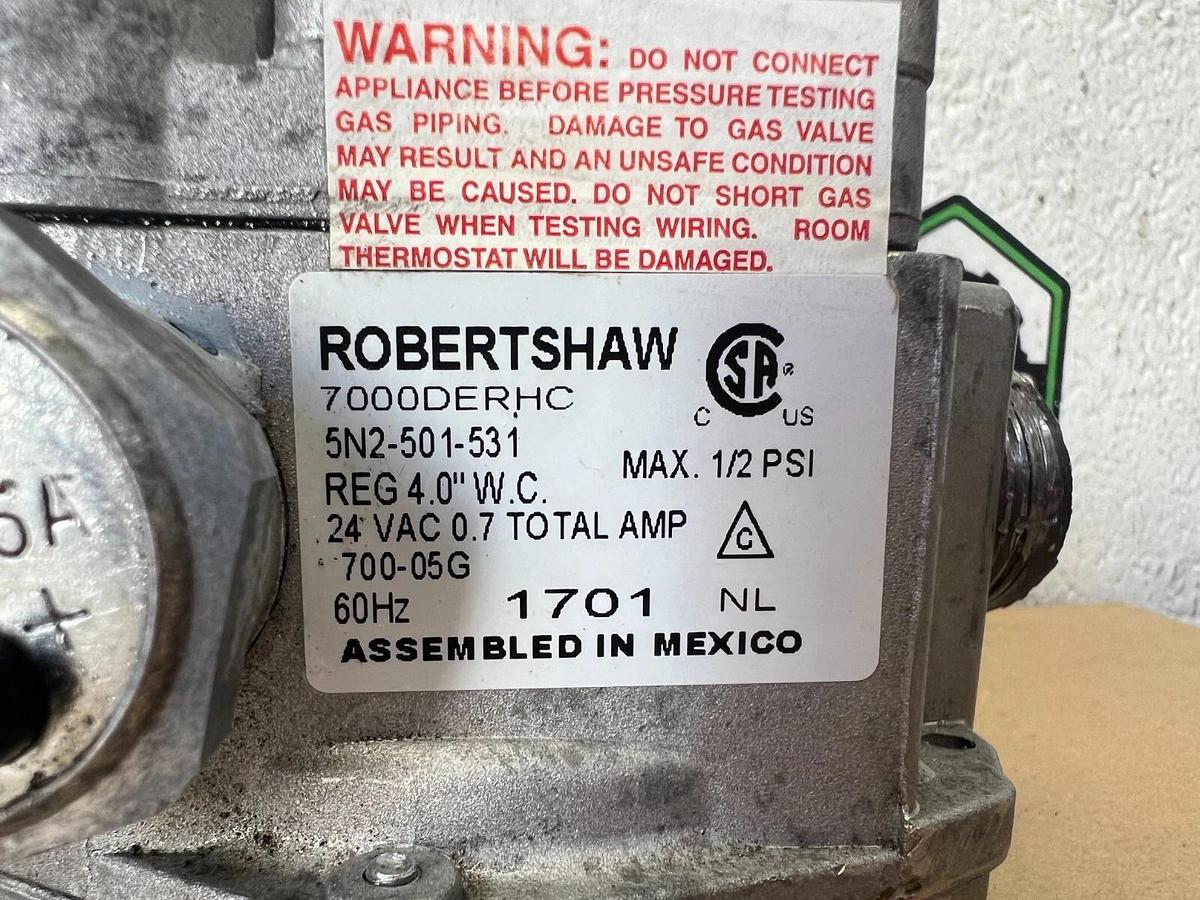 WARNING: DO NOT CONNECT
APPLIANCE BEFORE PRESSURE TESTING
GAS PIPING. DAMAGE TO GAS VALVE
MAY RESULT AND AN UNSAFE CONDITION
MAY BE CAUSED. DO NOT SHORT GAS
VALVE WHEN TESTING WIRING. ROOM
THERMOSTAT WILL BE DAMAGED.
ROBERTSHAW
CSA ®
7000DERHC
C US
5N2-501-531
MAX. 1/2 PSI
REG 4.0" W.C.
24 VAC 0.7 TOTAL AMP
C
700-05G
60Hz 1701 NL
ASSEMBLED IN MEXICO